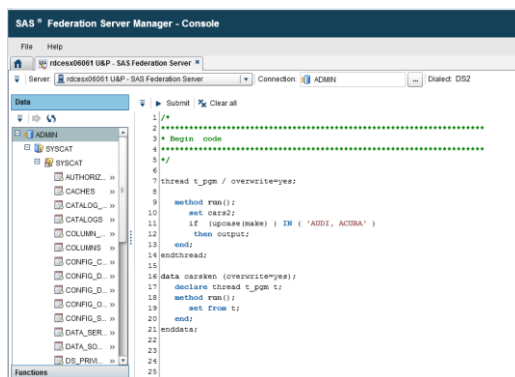 SAS ® Federation Server Manager - Console
File Help
rdcesx06061 U&P - SAS Federation Server ×
Server: rdcesx06061 U&P - SAS Federation Server Connection: ADMIN ... Dialect: DS2
Data
Submit Clear all
ADMIN
SYSCAT
SYSCAT
AUTHORIZ... »
CACHES »
CATALOG_... »
CATALOGS »
COLUMN_... »
COLUMNS »
CONFIG_C... »
CONFIG_D... »
CONFIG_D... »
CONFIG_O... »
CONFIG_S... »
DATA_SER... »
DATA_SO... »
DS_PRIVI... »
Functions
1 /*
2 ****************************************************************
3 * Begin code
4 ****************************************************************
5 */
6
7 thread t_pgm / overwrite=yes;
8
9 method run();
10 set cars2;
11 if (upcase(make) ) IN ( 'AUDI, ACURA' )
12 then output;
13 end;
14 endthread;
15
16 data carsken (overwrite=yes);
17 declare thread t_pgm t;
18 method run();
19 set from t;
20 end;
21 enddata;
22
23
24
25